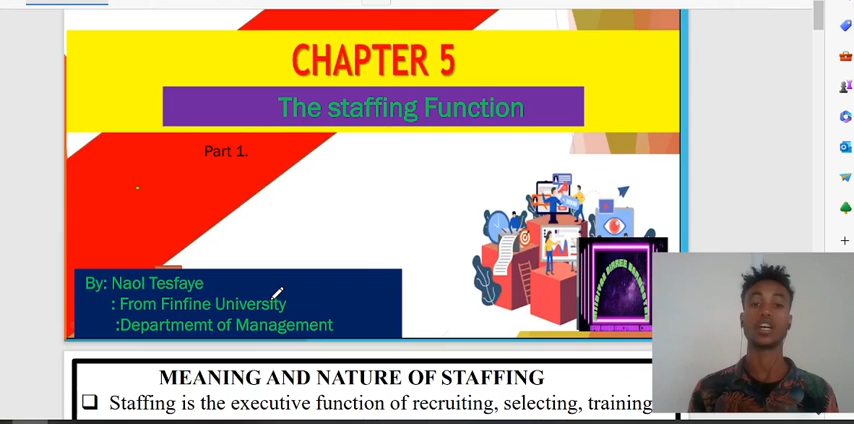 CHAPTER 5
The staffing Function
Part 1.
By: Naol Tesfaye
: From Finfine University
:Departmemt of Management
MEANING AND NATURE OF STAFFING
Staffing is the executive function of recruiting, selecting, training